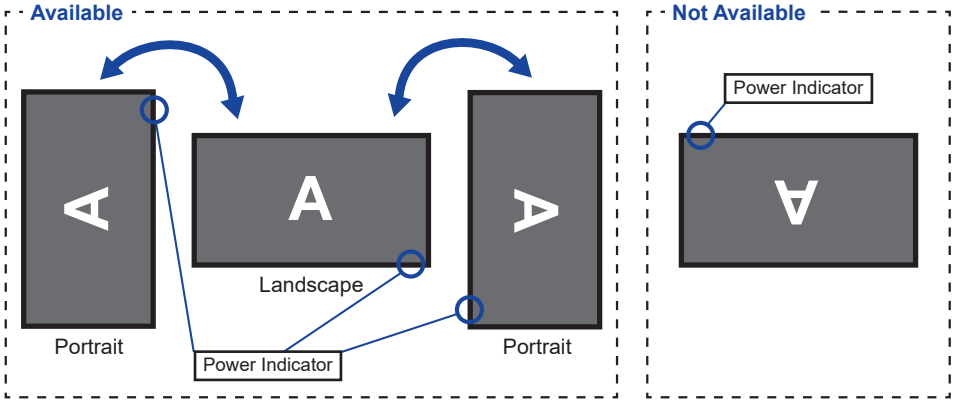 Available
Not Available
Power Indicator
A
A
A
A
Landscape
Portrait
Portrait
Power Indicator